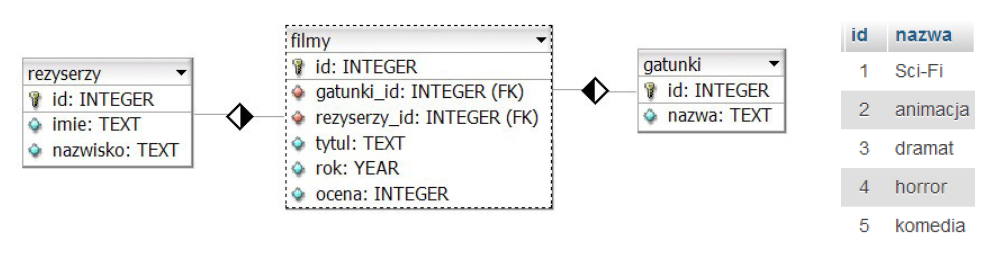 rezyserzy
id: INTEGER
imie: TEXT
nazwisko: TEXT
filmy
id: INTEGER
gatunki_id: INTEGER (FK)
rezyserzy_id: INTEGER (FK)
tytul: TEXT
rok: YEAR
ocena: INTEGER
gatunki
id: INTEGER
nazwa: TEXT
id nazwa
1 Sci-Fi
2 animacja
3 dramat
4 horror
5 komedia